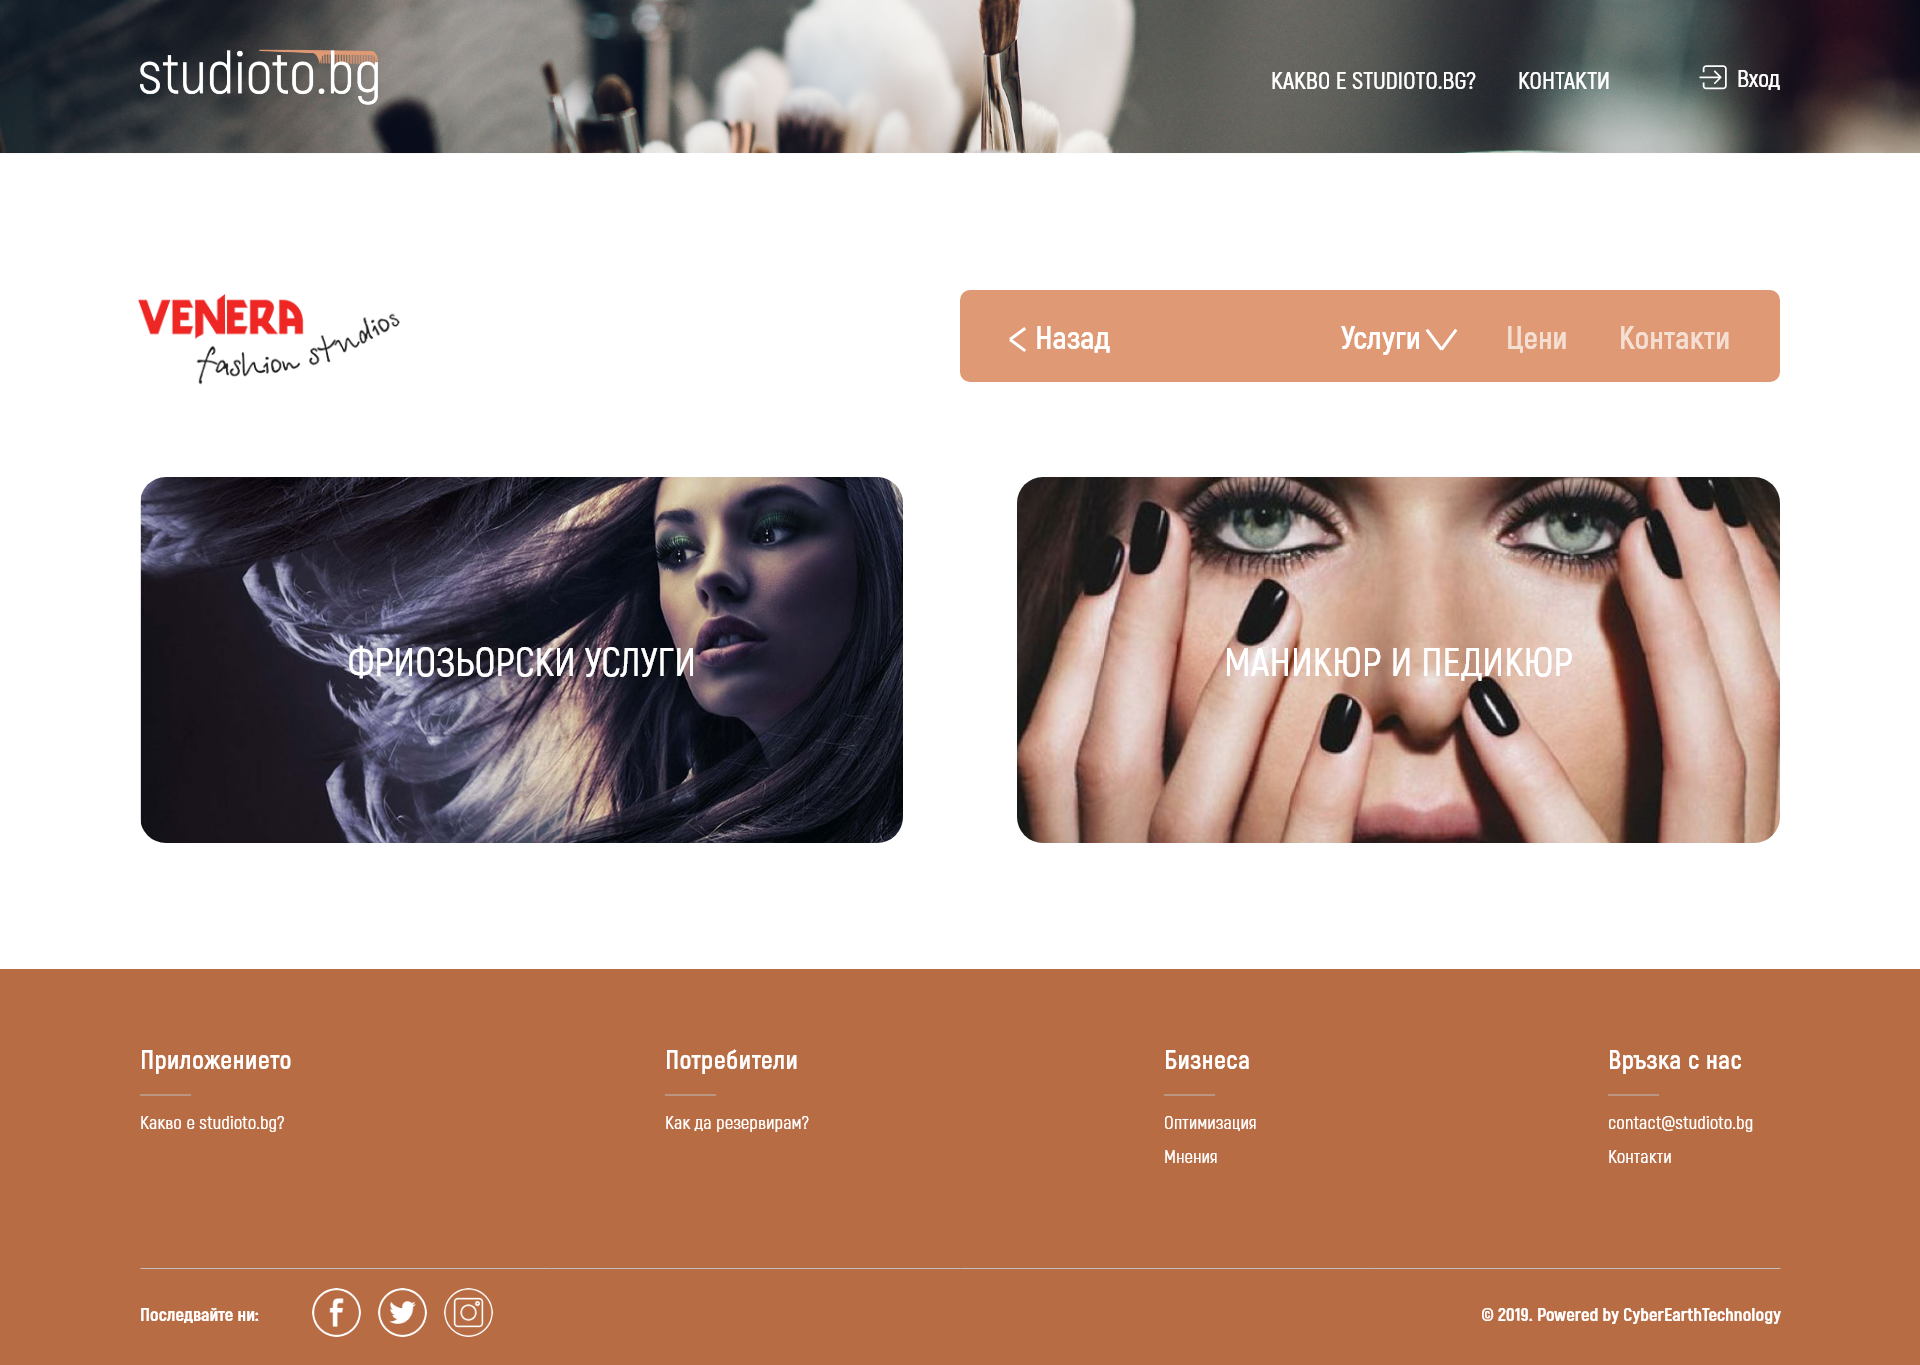 studioto.bg
КАКВО Е STUDIOTO.BG?
КОНТАКТИ
Вход
VENERA
fashion studios
Назад
Услуги
Цени
Контакти
ФРИОЗЬОРСКИ УСЛУГИ
МАНИКЮР И ПЕДИКЮР
Приложението
Какво е studioto.bg?
Потребители
Как да резервирам?
Бизнеса
Оптимизация
Мнения
Връзка с нас
contact@studioto.bg
Контакти
Последвайте ни:
© 2019. Powered by CyberEarthTechnology